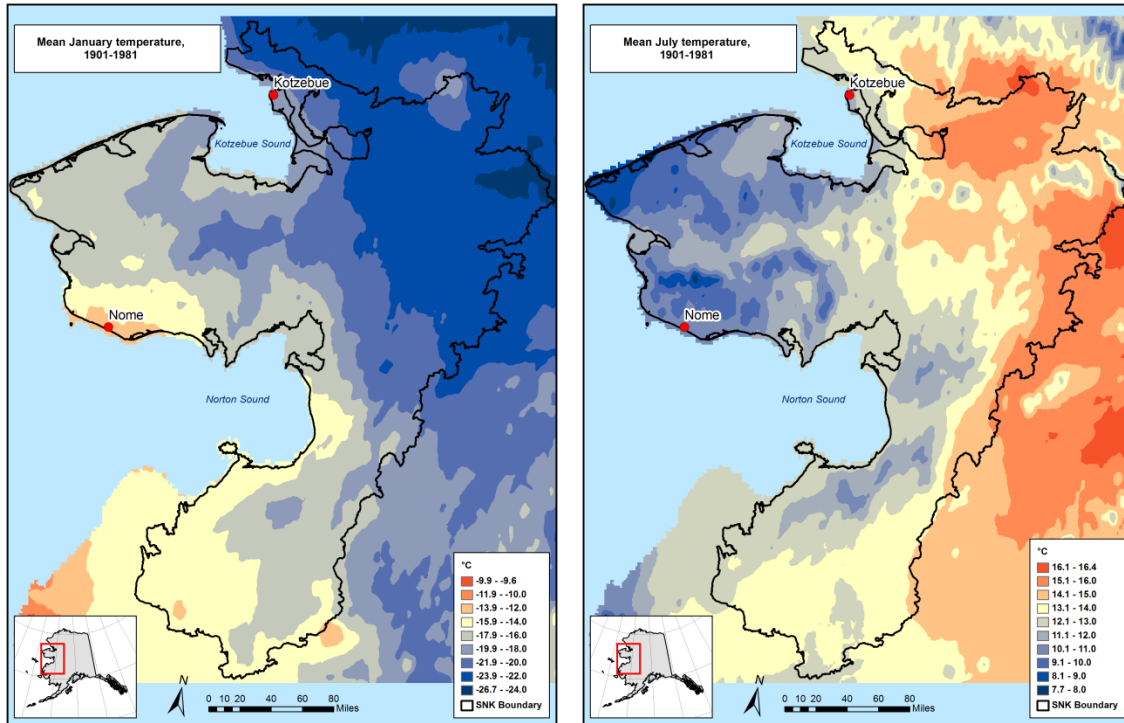 Mean January temperature,
1901-1981
Kotzebue
Kotzebue Sound
Nome
Norton Sound
°C
-9.9 - -9.6
-11.9 - -10.0
-13.9 - -12.0
-15.9 - -14.0
-17.9 - -16.0
-19.9 - -18.0
-21.9 - -20.0
-23.9 - -22.0
-26.7 - -24.0
SNK Boundary
N
0 10 20 40 60 80
Miles
Mean July temperature,
1901-1981
Kotzebue
Kotzebue Sound
Nome
Norton Sound
°C
16.1 - 16.4
15.1 - 16.0
14.1 - 15.0
13.1 - 14.0
12.1 - 13.0
11.1 - 12.0
10.1 - 11.0
9.1 - 10.0
8.1 - 9.0
7.7 - 8.0
SNK Boundary
N
0 10 20 40 60 80
Miles